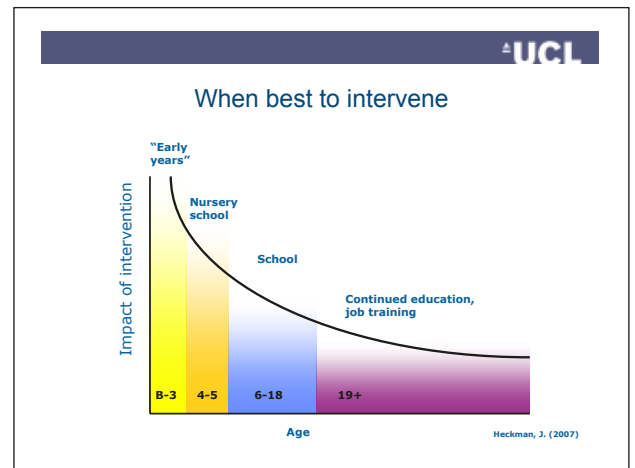 UCL
When best to intervene
"Early
years"
Nursery
school
School
Continued education,
job training
Impact of intervention
B-3 4-5 6-18 19+
Age
Heckman, J. (2007)